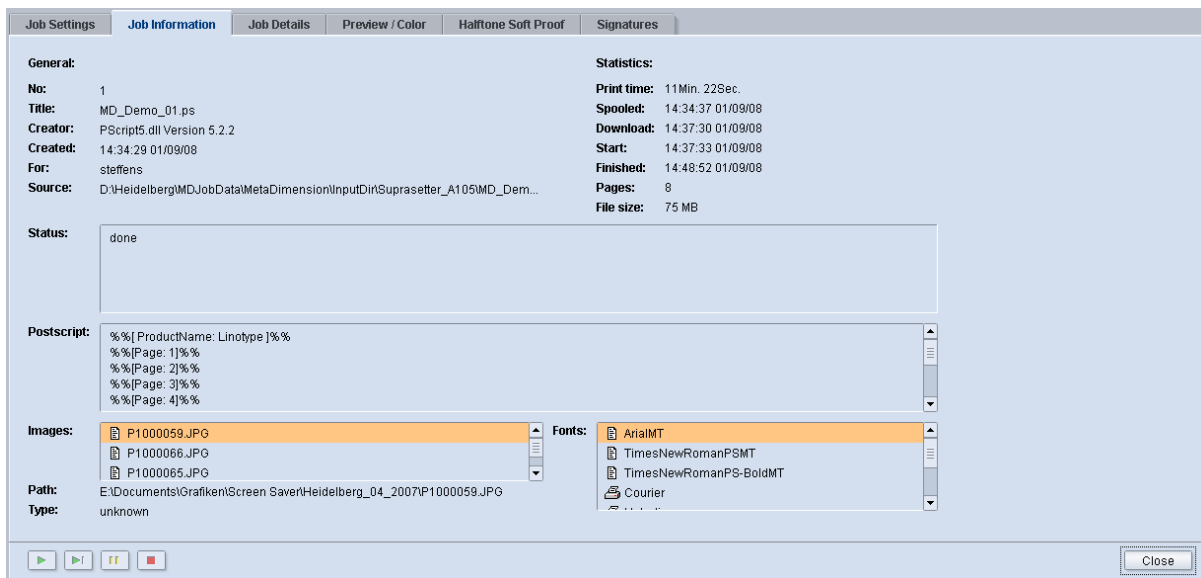 Job Settings Job Information Job Details Preview / Color Halftone Soft Proof Signatures
General:
No: 1
Title: MD_Demo_01.ps
Creator: PScript5.dll Version 5.2.2
Created: 14:34:29 01/09/08
For: steffens
Source: D:\Heidelberg\MDJobData\MetaDimension\InputDir\Suprasetter_A105\MD_Dem...
Statistics:
Print time: 11Min. 22Sec.
Spooled: 14:34:37 01/09/08
Download: 14:37:30 01/09/08
Start: 14:37:33 01/09/08
Finished: 14:48:52 01/09/08
Pages: 8
File size: 75 MB
Status: done
Postscript: %%[ ProductName: Linotype ]%%
%%[Page: 1]%%
%%[Page: 2]%%
%%[Page: 3]%%
%%[Page: 4]%%
Images: P1000059.JPG
P1000066.JPG
P1000065.JPG
Fonts: ArialMT
TimesNewRomanPSMT
TimesNewRomanPS-BoldMT
Courier
Path: E:\Documents\Grafiken\Screen Saver\Heidelberg_04_2007\P1000059.JPG
Type: unknown
Close